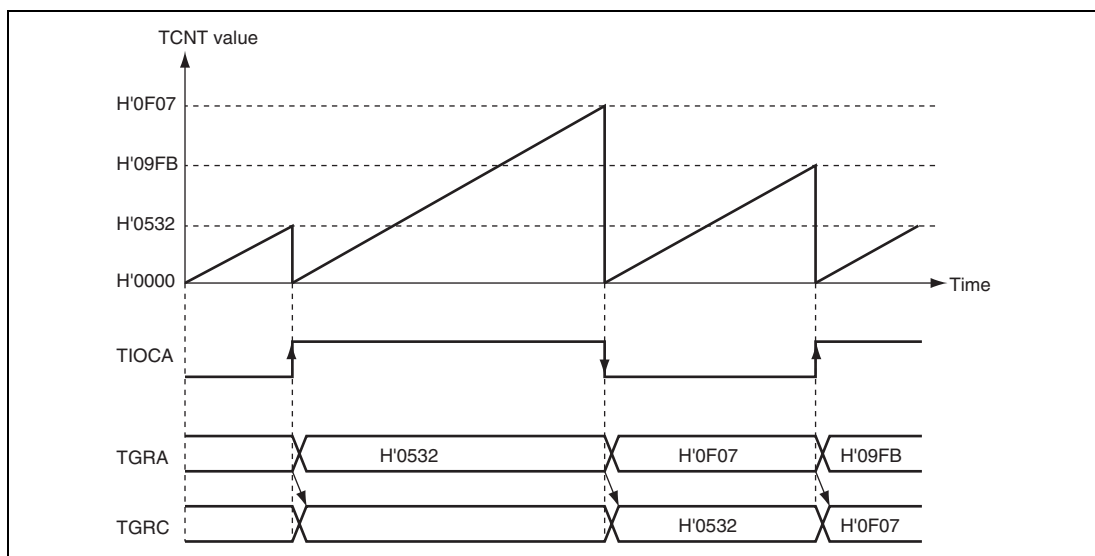 TCNT value
H'0F07
H'09FB
H'0532
H'0000
Time
TIOCA
TGRA
H'0532
H'0F07
H'09FB
TGRC
H'0532
H'0F07